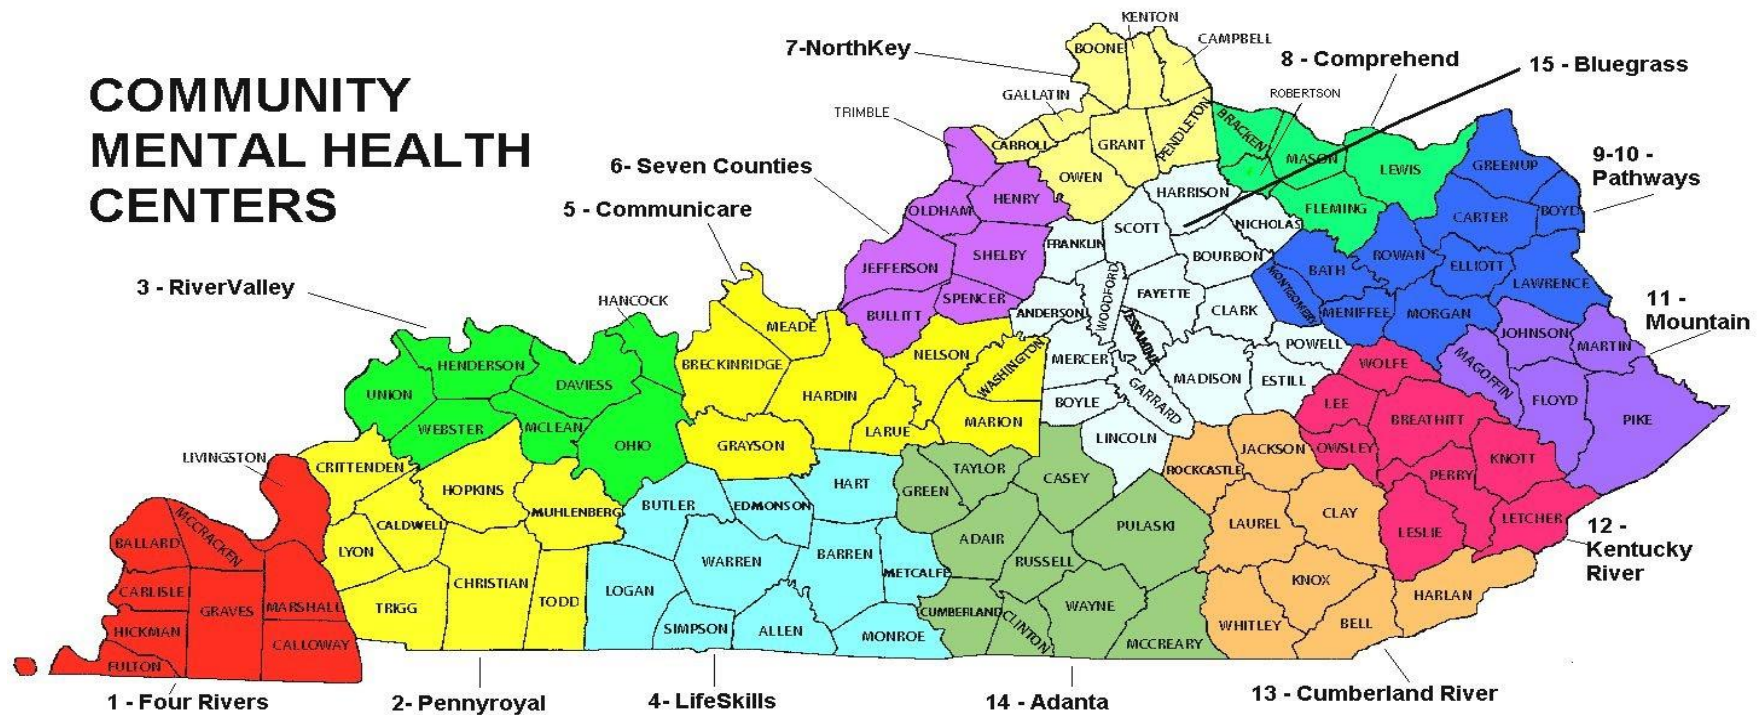 COMMUNITY
MENTAL HEALTH
CENTERS
7-NorthKey
KENTON
BOONE
CAMPBELL
8 - Comprehend
15 - Bluegrass
GALLATIN
ROBERTSON
TRIMBLE
CARROLL
GRANT
PENDLETON
BRACKEN
MASON
LEWIS
GREENUP
9-10 -
Pathways
6- Seven Counties
OWEN
HARRISON
5 - Communicare
OLDHAM
HENRY
FLEMING
CARTER
BOYD
FRANKLIN
SCOTT
NICHOLAS
JEFFERSON
SHELBY
BOURBON
BATH
ROWAN
ELLIOTT
LAWRENCE
3 - RiverValley
HANCOCK
BULLITT
SPENCER
ANDERSON
WOODFORD
FAYETTE
JESSAMINE
CLARK
MONTGOMERY
MENIFFEE
MORGAN
11 -
Mountain
JOHNSON
MARTIN
MEADE
NELSON
WASHINGTON
MERCER
POWELL
WOLFE
MAGOFFIN
HENDERSON
DAVIESS
BRECKINRIDGE
HARDIN
GARRARD
MADISON
ESTILL
UNION
LEE
FLOYD
PIKE
WEBSTER
MCLEAN
OHIO
GRAYSON
LARUE
MARION
BOYLE
LINCOLN
BREATHITT
LIVINGSTON
CRITTENDEN
HOPKINS
TAYLOR
CASEY
ROCKCASTLE
JACKSON
OWSLEY
PERRY
KNOTT
MCCRACKEN
CALDWELL
MUHLENBERG
BUTLER
EDMONSON
HART
GREEN
PULASKI
LAUREL
CLAY
LESLIE
LETCHER
12 -
Kentucky
River
BALLARD
LYON
WARREN
BARREN
ADAIR
RUSSELL
METCALFE
CARLISLE
GRAVES
MARSHALL
TRIGG
CHRISTIAN
TODD
LOGAN
CUMBERLAND
CLINTON
WAYNE
KNOX
HARLAN
HICKMAN
CALLOWAY
SIMPSON
ALLEN
MONROE
MCCREARY
WHITLEY
BELL
FULTON
1 - Four Rivers
2- Pennyroyal
4- LifeSkills
14 - Adanta
13 - Cumberland River